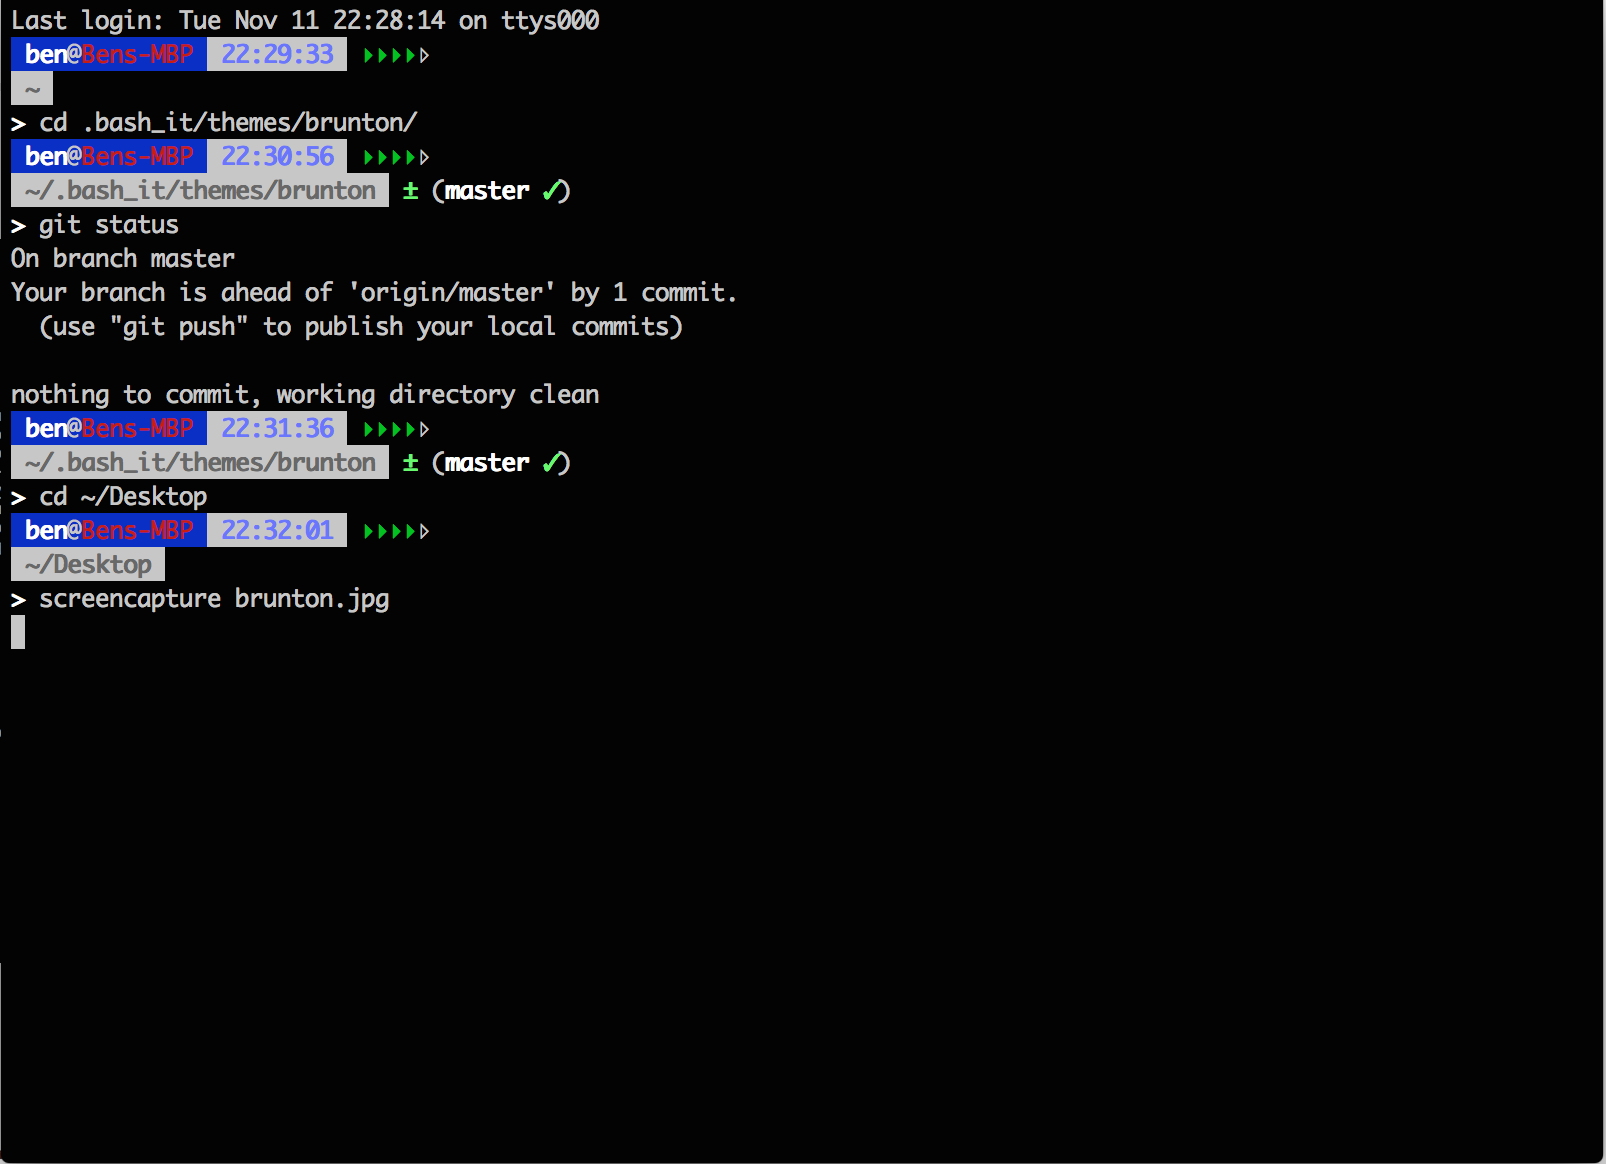 Last login: Tue Nov 11 22:28:14 on ttys000
ben@Bens-MBP 22:29:33 ▶▶▶▶▷
~
> cd .bash_it/themes/brunton/
ben@Bens-MBP 22:30:56 ▶▶▶▶▷
~/.bash_it/themes/brunton ± (master ✓)
> git status
On branch master
Your branch is ahead of 'origin/master' by 1 commit.
  (use "git push" to publish your local commits)

nothing to commit, working directory clean
ben@Bens-MBP 22:31:36 ▶▶▶▶▷
~/.bash_it/themes/brunton ± (master ✓)
> cd ~/Desktop
ben@Bens-MBP 22:32:01 ▶▶▶▶▷
~/Desktop
> screencapture brunton.jpg